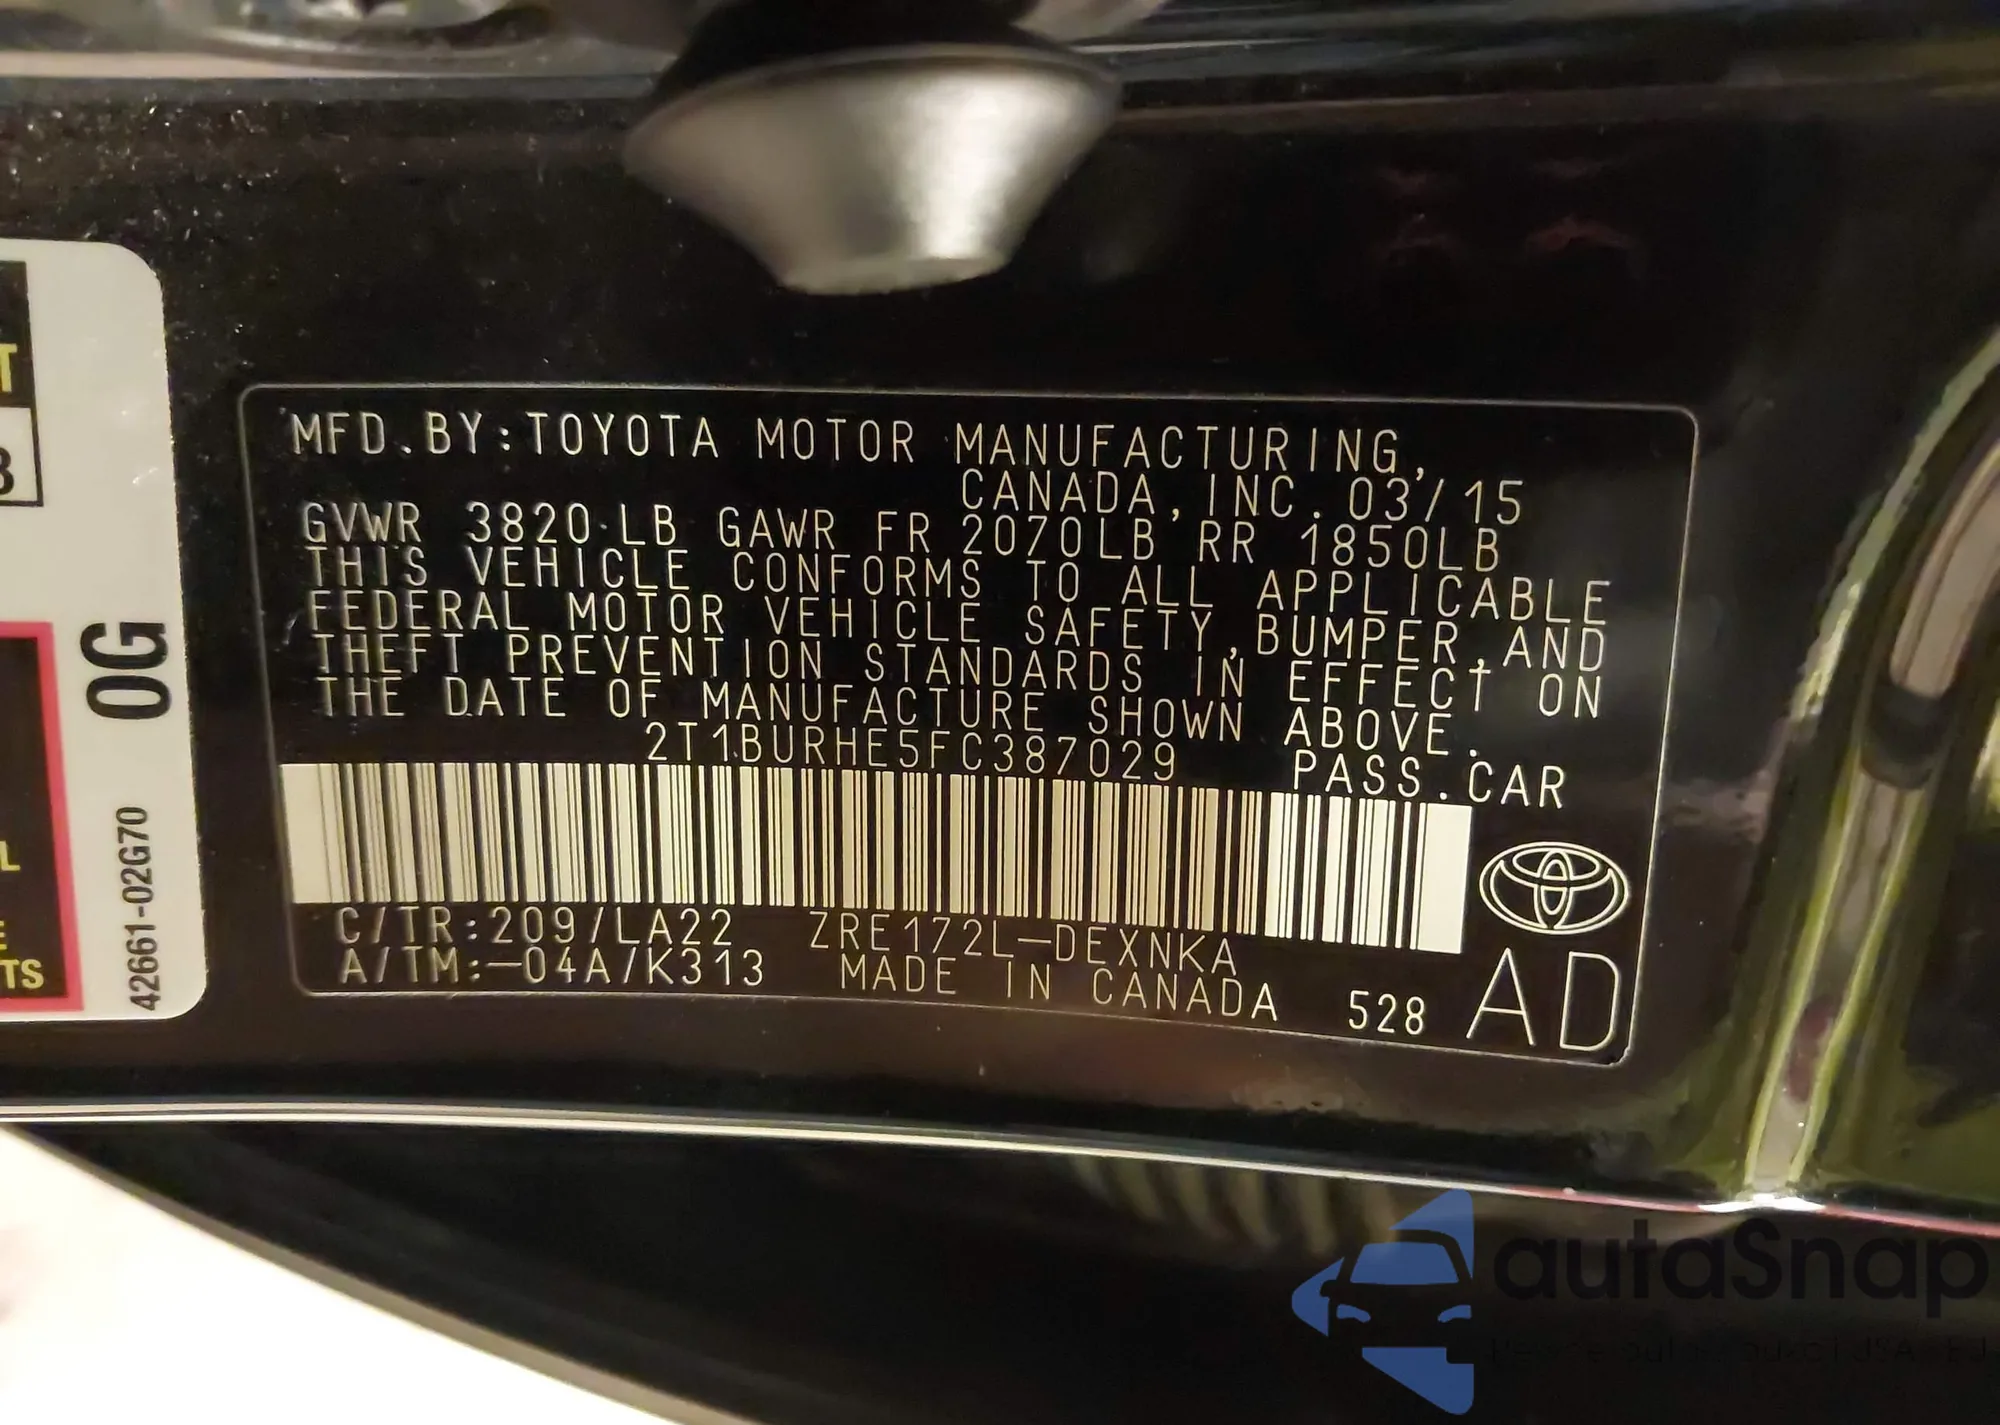 MFD.BY:TOYOTA MOTOR MANUFACTURING,
CANADA,INC. 03/15
GVWR 3820 LB GAWR FR 2070LB RR 1850LB
THIS VEHICLE CONFORMS TO ALL APPLICABLE
FEDERAL MOTOR VEHICLE SAFETY,BUMPER,AND
THEFT PREVENTION STANDARDS IN EFFECT ON
THE DATE OF MANUFACTURE SHOWN ABOVE.
2T1BURHE5FC387029 PASS.CAR
C/TR:209/LA22 ZRE172L-DEXNKA
A/TM:-04A/K313 MADE IN CANADA 528 AD
0G
42661-02G70
T
3
L
E
TS
autaSnap